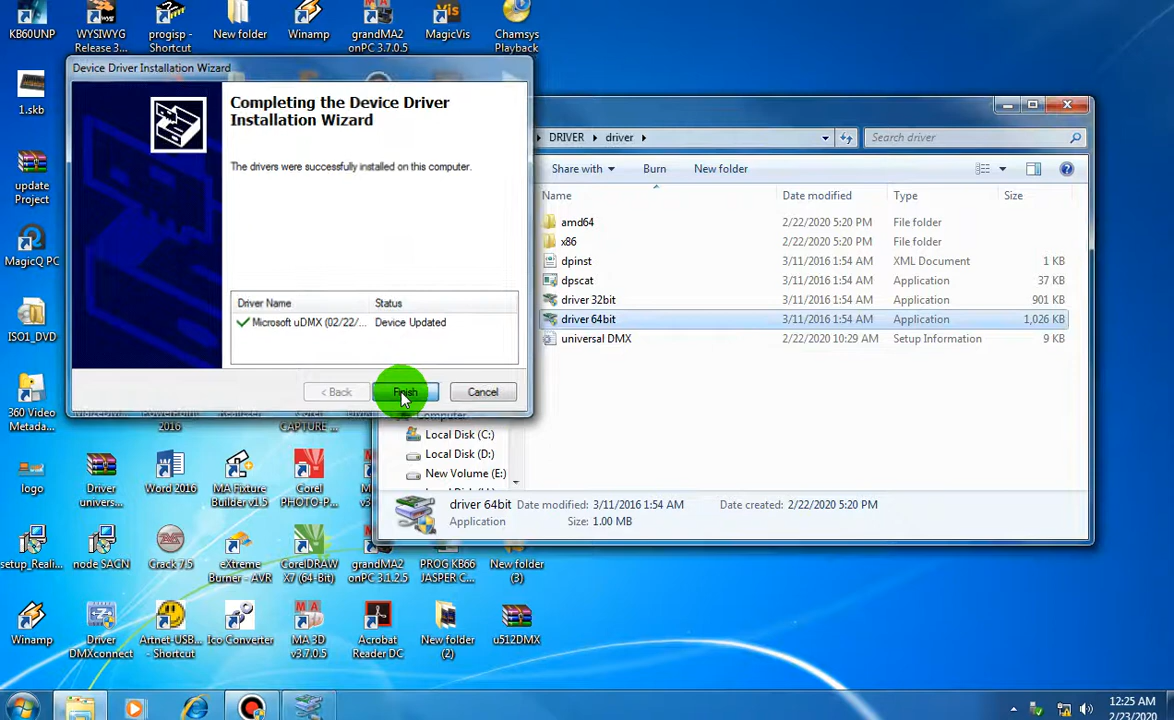 KB60UNP
WYSIWYG
Release 3...
progisp -
Shortcut
New folder
Winamp
grandMA2
onPC 3.7.0.5
MagicVis
Chamsys
Playback
1.skb
update
Project
MagicQ PC
ISO1_DVD
360 Video
Metada...
logo
setup_Reali...
Winamp
Device Driver Installation Wizard
Completing the Device Driver
Installation Wizard
The drivers were successfully installed on this computer.
Driver Name
Status
Microsoft uDMX (02/22/...
Device Updated
< Back
Finish
Cancel
DRIVER
driver
Search driver
Share with
Burn
New folder
Name
Date modified
Type
Size
amd64
2/22/2020 5:20 PM
File folder
x86
2/22/2020 5:20 PM
File folder
dpinst
3/11/2016 1:54 AM
XML Document
1 KB
dpscat
3/11/2016 1:54 AM
Application
37 KB
driver 32bit
3/11/2016 1:54 AM
Application
901 KB
driver 64bit
3/11/2016 1:54 AM
Application
1,026 KB
universal DMX
2/22/2020 10:29 AM
Setup Information
9 KB
Computer
Local Disk (C:)
Local Disk (D:)
New Volume (E:)
driver 64bit
Date modified: 3/11/2016 1:54 AM
Date created: 2/22/2020 5:20 PM
Application
Size: 1.00 MB
2016
CAPTURE ...
Driver
univers...
Word 2016
MA Fixture
Builder v1.5
Corel
PHOTO-P...
node SACN
Crack 7.5
eXtreme
Burner - AVR
CorelDRAW
X7 (64-Bit)
grandMA2
onPC 3.1.2.5
PROG KB66
JASPER C...
New folder
(3)
Driver
DMXconnect
Artnet-USB...
- Shortcut
Ico Converter
MA 3D
v3.7.0.5
Acrobat
Reader DC
New folder
(2)
u512DMX
12:25 AM
2/23/2020